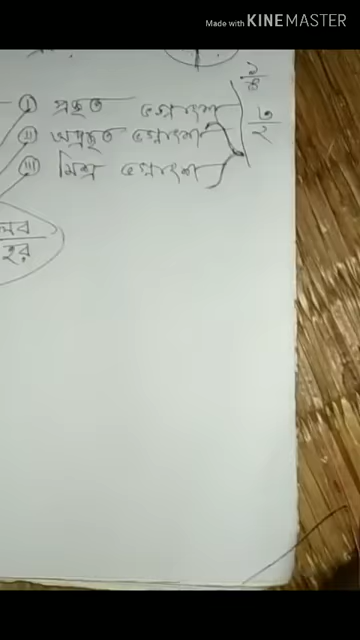 Made with KINEMASTER
i প্রকৃত ভগ্নাংশ
ii অপ্রকৃত ভগ্নাংশ
iii মিশ্র ভগ্নাংশ
৩
২
লব
হর